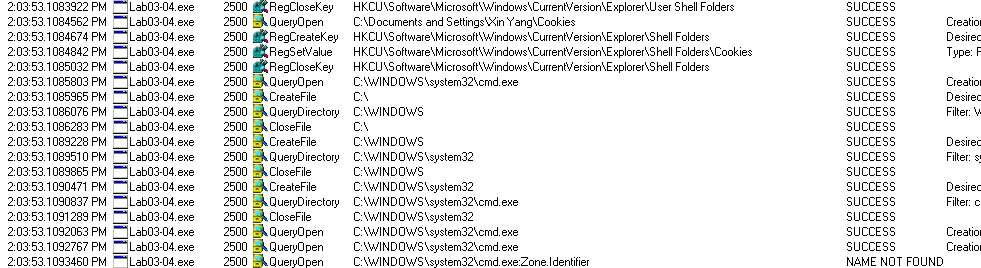 2:03:53.1083922 PM Lab03-04.exe 2500 RegCloseKey HKCU\Software\Microsoft\Windows\CurrentVersion\Explorer\User Shell Folders SUCCESS
2:03:53.1084562 PM Lab03-04.exe 2500 QueryOpen C:\Documents and Settings\Xin Yang\Cookies SUCCESS Creation
2:03:53.1084674 PM Lab03-04.exe 2500 RegCreateKey HKCU\Software\Microsoft\Windows\CurrentVersion\Explorer\Shell Folders SUCCESS Desirec
2:03:53.1084842 PM Lab03-04.exe 2500 RegSetValue HKCU\Software\Microsoft\Windows\CurrentVersion\Explorer\Shell Folders\Cookies SUCCESS Type: F
2:03:53.1085032 PM Lab03-04.exe 2500 RegCloseKey HKCU\Software\Microsoft\Windows\CurrentVersion\Explorer\Shell Folders SUCCESS
2:03:53.1085803 PM Lab03-04.exe 2500 QueryOpen C:\WINDOWS\system32\cmd.exe SUCCESS Creation
2:03:53.1085965 PM Lab03-04.exe 2500 CreateFile C:\ SUCCESS Desirec
2:03:53.1086076 PM Lab03-04.exe 2500 QueryDirectory C:\WINDOWS SUCCESS Filter: W
2:03:53.1086283 PM Lab03-04.exe 2500 CloseFile C:\ SUCCESS
2:03:53.1089228 PM Lab03-04.exe 2500 CreateFile C:\WINDOWS SUCCESS Desirec
2:03:53.1089510 PM Lab03-04.exe 2500 QueryDirectory C:\WINDOWS\system32 SUCCESS Filter: sy
2:03:53.1089865 PM Lab03-04.exe 2500 CloseFile C:\WINDOWS SUCCESS
2:03:53.1090471 PM Lab03-04.exe 2500 CreateFile C:\WINDOWS\system32 SUCCESS Desirec
2:03:53.1090837 PM Lab03-04.exe 2500 QueryDirectory C:\WINDOWS\system32\cmd.exe SUCCESS Filter: c
2:03:53.1091289 PM Lab03-04.exe 2500 CloseFile C:\WINDOWS\system32 SUCCESS
2:03:53.1092063 PM Lab03-04.exe 2500 QueryOpen C:\WINDOWS\system32\cmd.exe SUCCESS Creation
2:03:53.1092767 PM Lab03-04.exe 2500 QueryOpen C:\WINDOWS\system32\cmd.exe SUCCESS Creation
2:03:53.1093460 PM Lab03-04.exe 2500 QueryOpen C:\WINDOWS\system32\cmd.exe:Zone.Identifier NAME NOT FOUND